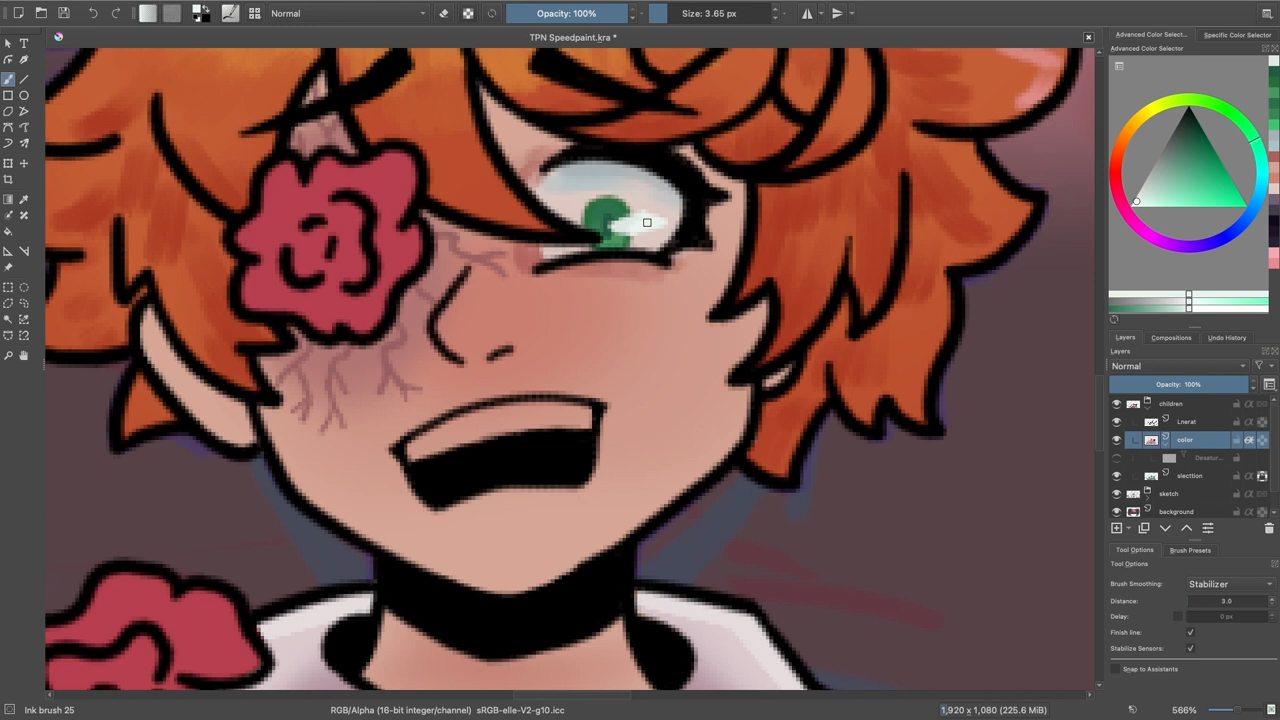 Normal
Opacity: 100%
Size: 3.65 px
TPN Speedpaint.kra *
Advanced Color Select...
Specific Color Selector
Advanced Color Selector
Layers
Compositions
Undo History
Layers
Normal
Opacity: 100%
children
Lnerat
color
Desatur...
slecttion
sketch
background
Tool Options
Brush Presets
Tool Options
Brush Smoothing:
Stabilizer
Distance:
3.0
Delay:
0 px
Finish line:
Stabilize Sensors:
Snap to Assistants
Ink brush 25
RGB/Alpha (16-bit integer/channel) sRGB-elle-V2-g10.icc
1,920 x 1,080 (225.6 MiB)
566%